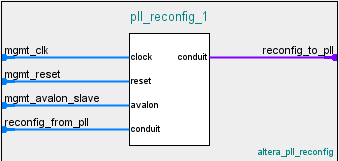 pll_reconfig_1
mgmt_clk
clock conduit
reconfig_to_pll
mgmt_reset
reset
mgmt_avalon_slave
avalon
reconfig_from_pll
conduit
altera_pll_reconfig